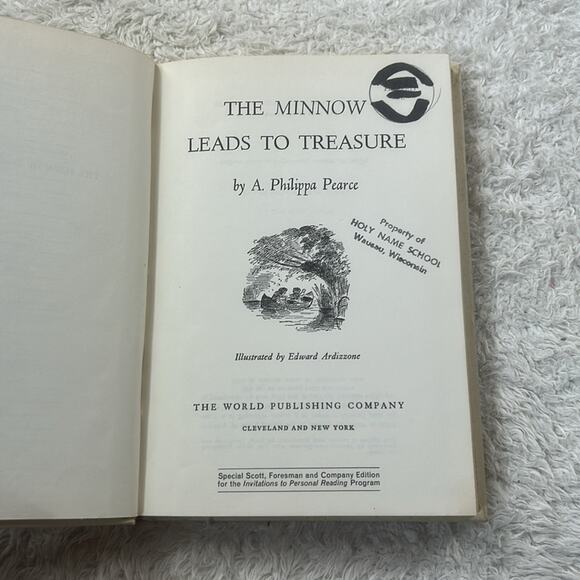 THE MINNOW
LEADS TO TREASURE
by A. Philippa Pearce
Property of
HOLY NAME SCHOOL
Wausau, Wisconsin
Illustrated by Edward Ardizzone
THE WORLD PUBLISHING COMPANY
CLEVELAND AND NEW YORK
Special Scott, Foresman and Company Edition
for the Invitations to Personal Reading Program